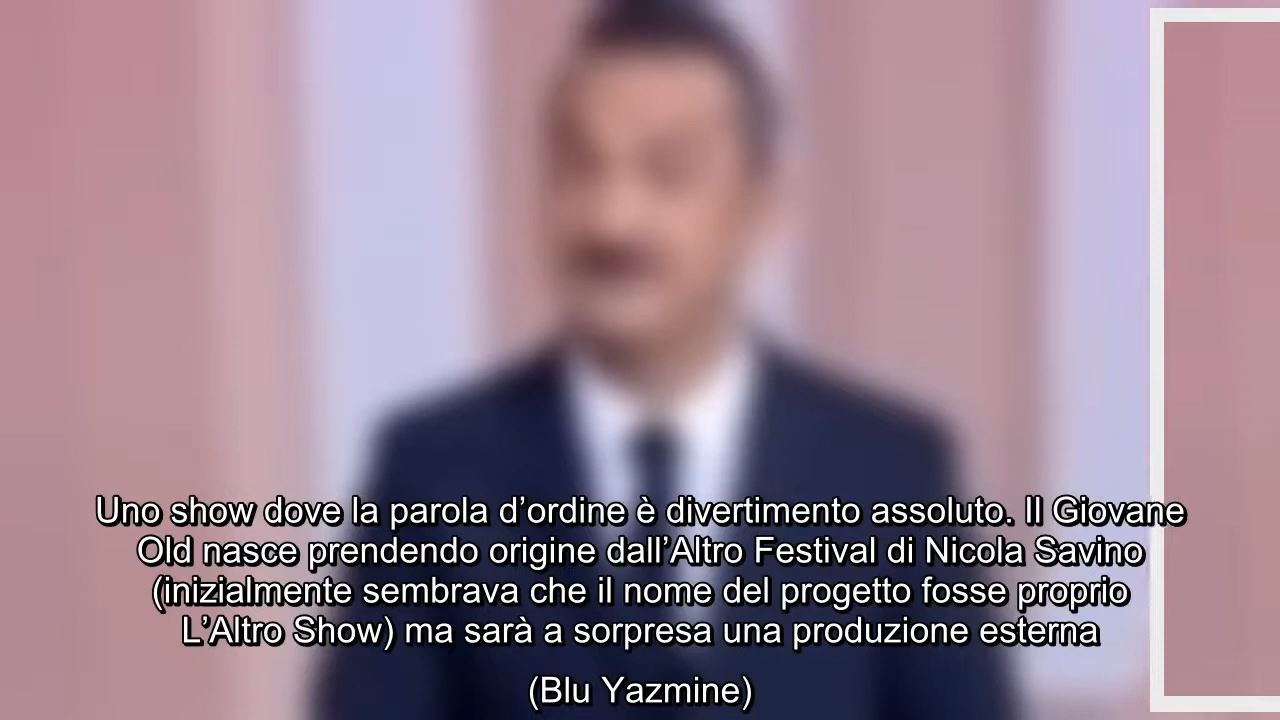 Uno show dove la parola d’ordine è divertimento assoluto. Il Giovane
Old nasce prendendo origine dall’Altro Festival di Nicola Savino
(inizialmente sembrava che il nome del progetto fosse proprio
L’Altro Show) ma sarà a sorpresa una produzione esterna
(Blu Yazmine)